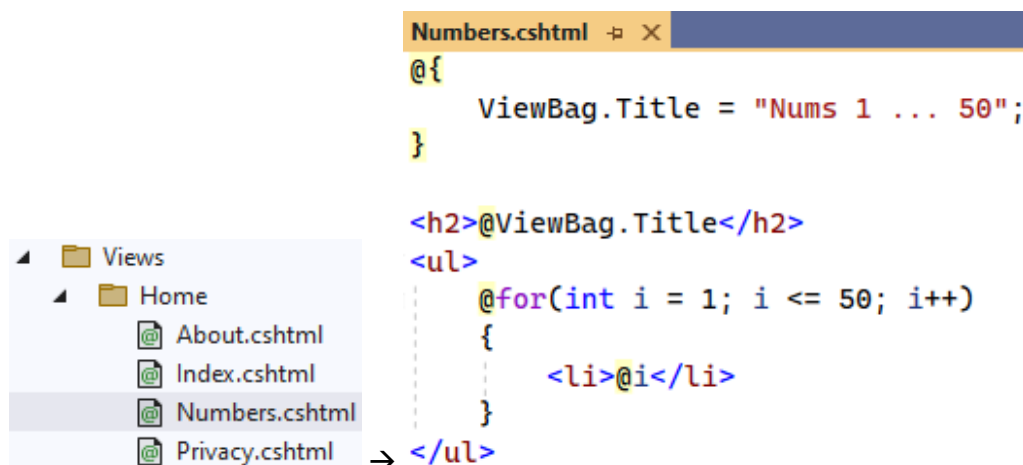 Views
Home
About.cshtml
Index.cshtml
Numbers.cshtml
Privacy.cshtml
→
Numbers.cshtml
@{
    ViewBag.Title = "Nums 1 ... 50";
}

<h2>@ViewBag.Title</h2>
<ul>
    @for(int i = 1; i <= 50; i++)
    {
        <li>@i</li>
    }
</ul>